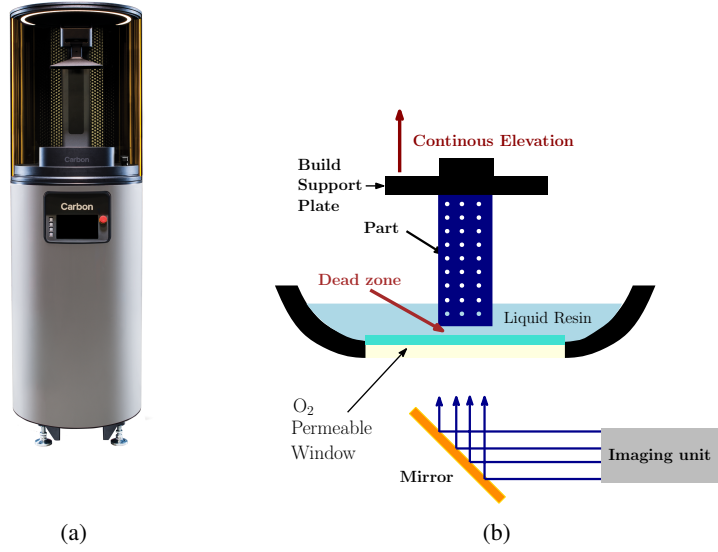 Carbon
Carbon
Continous Elevation
Build
Support
Plate
Part
Dead zone
Liquid Resin
O₂
Permeable
Window
Mirror
Imaging unit
(a)
(b)